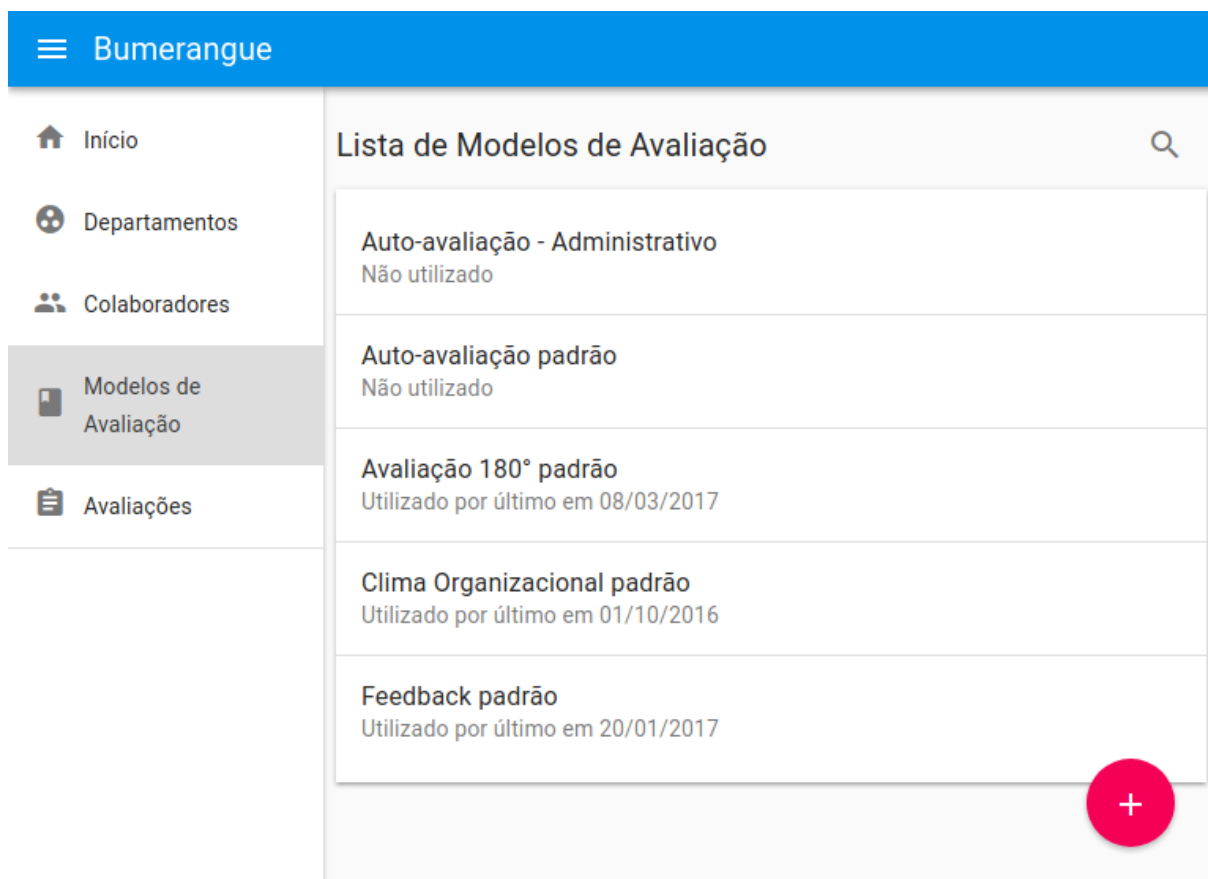 Bumerangue
Início
Departamentos
Colaboradores
Modelos de
Avaliação
Avaliações
Lista de Modelos de Avaliação
Auto-avaliação - Administrativo
Não utilizado
Auto-avaliação padrão
Não utilizado
Avaliação 180° padrão
Utilizado por último em 08/03/2017
Clima Organizacional padrão
Utilizado por último em 01/10/2016
Feedback padrão
Utilizado por último em 20/01/2017
+